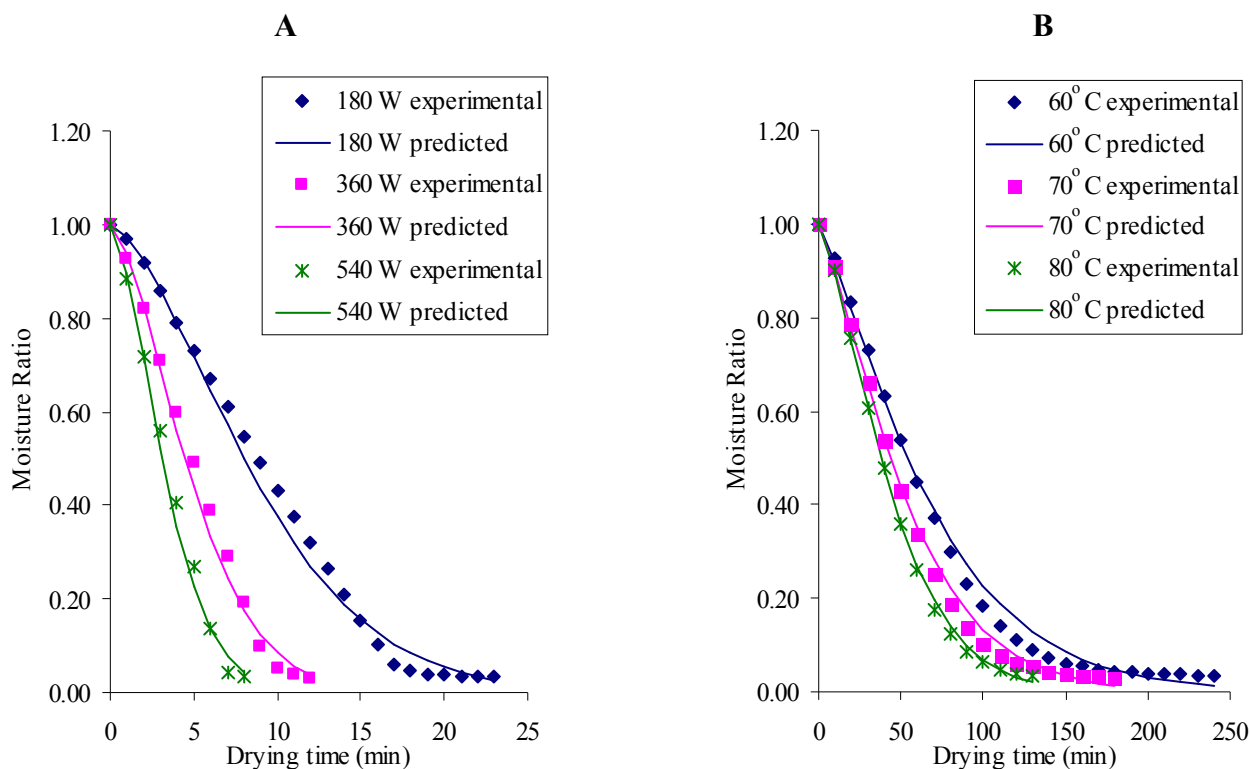 A
180 W experimental
180 W predicted
360 W experimental
360 W predicted
540 W experimental
540 W predicted
1.20
1.00
0.80
0.60
0.40
0.20
0.00
Moisture Ratio
0 5 10 15 20 25
Drying time (min)
B
60° C experimental
60° C predicted
70° C experimental
70° C predicted
80° C experimental
80° C predicted
1.20
1.00
0.80
0.60
0.40
0.20
0.00
Moisture Ratio
0 50 100 150 200 250
Drying time (min)